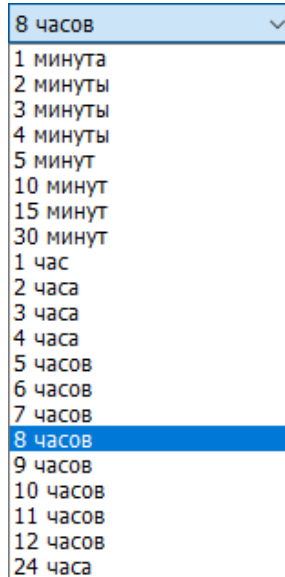 8 часов
1 минута
2 минуты
3 минуты
4 минуты
5 минут
10 минут
15 минут
30 минут
1 час
2 часа
3 часа
4 часа
5 часов
6 часов
7 часов
8 часов
9 часов
10 часов
11 часов
12 часов
24 часа